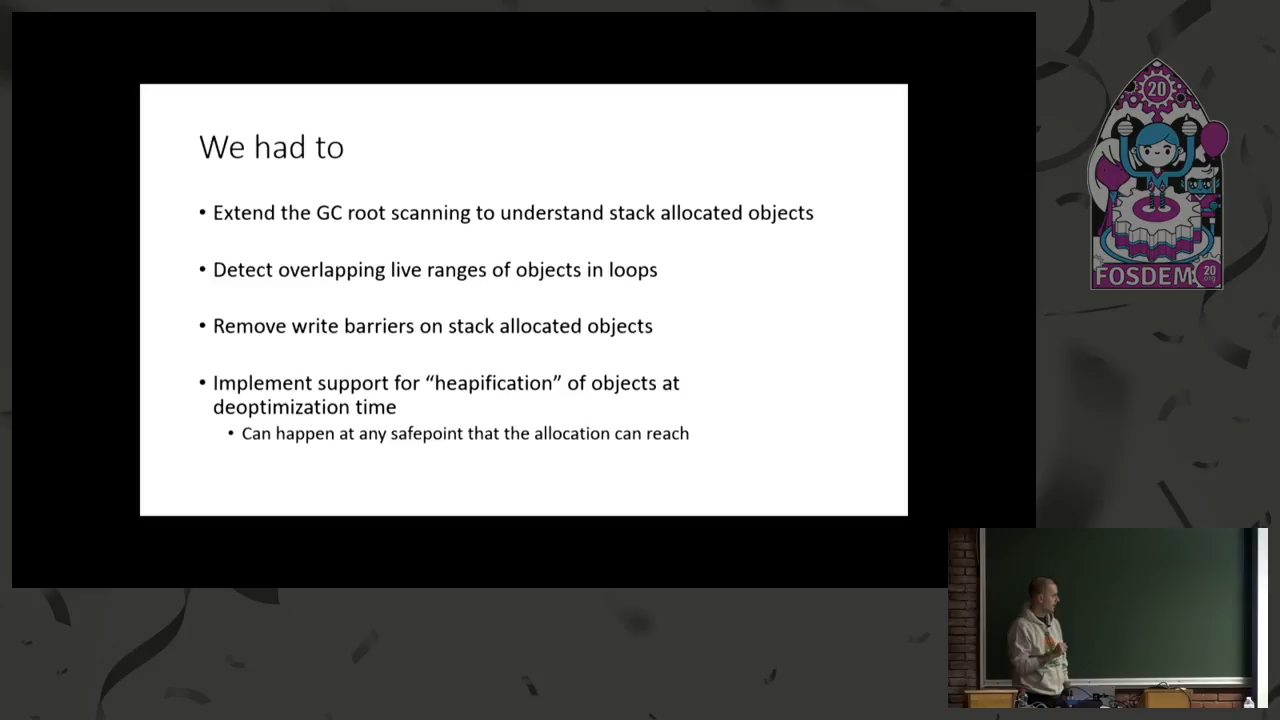 We had to
• Extend the GC root scanning to understand stack allocated objects
• Detect overlapping live ranges of objects in loops
• Remove write barriers on stack allocated objects
• Implement support for “heapification” of objects at
deoptimization time
• Can happen at any safepoint that the allocation can reach
20
FOSDEM
20
org